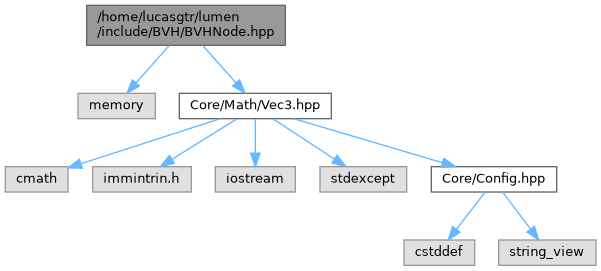 /home/lucasgtr/lumen
/include/BVH/BVHNode.hpp
memory
Core/Math/Vec3.hpp
cmath
immintrin.h
iostream
stdexcept
Core/Config.hpp
cstddef
string_view